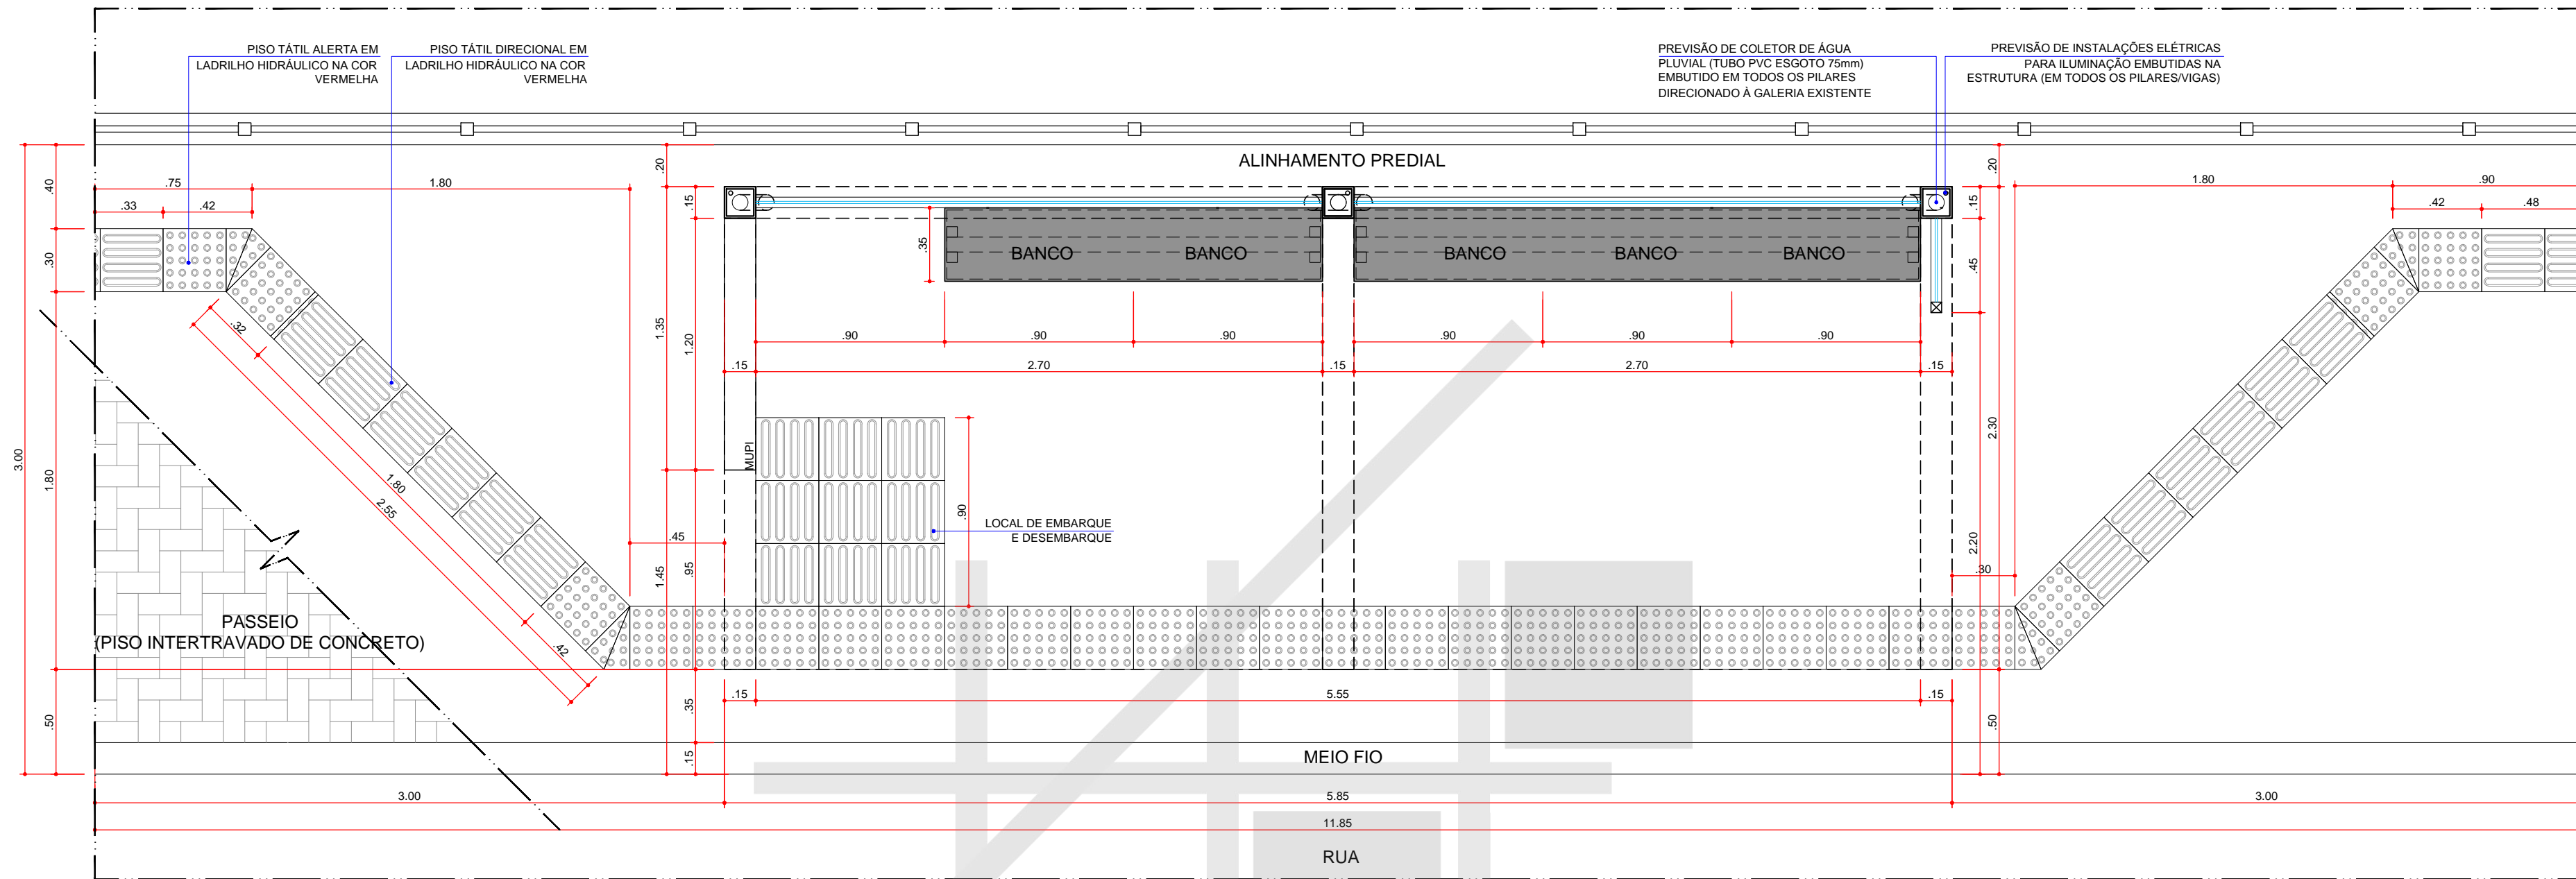 PISO TÁTIL ALERTA EM
LADRILHO HIDRÁULICO NA COR
VERMELHA
PISO TÁTIL DIRECIONAL EM
LADRILHO HIDRÁULICO NA COR
VERMELHA
PREVISÃO DE COLETOR DE ÁGUA
PLUVIAL (TUBO PVC ESGOTO 75mm)
EMBUTIDO EM TODOS OS PILARES
DIRECIONADO À GALERIA EXISTENTE
PREVISÃO DE INSTALAÇÕES ELÉTRICAS
PARA ILUMINAÇÃO EMBUTIDAS NA
ESTRUTURA (EM TODOS OS PILARES/VIGAS)
ALINHAMENTO PREDIAL
.20
.20
.40
.75
1.80
.15
.15
1.80
.90
.33
.42
.42
.48
.30
.35
BANCO
BANCO
BANCO
BANCO
BANCO
.45
.32
1.35
1.20
.90
.90
.90
.90
.90
.90
.15
2.70
.15
2.70
.15
3.00
1.80
1.80
2.55
MUPI
2.30
.90
LOCAL DE EMBARQUE
E DESEMBARQUE
.45
2.20
1.45
.95
.30
PASSEIO
(PISO INTERTRAVADO DE CONCRETO)
.42
.15
5.55
.15
.50
.35
.50
.15
MEIO FIO
3.00
5.85
3.00
11.85
RUA